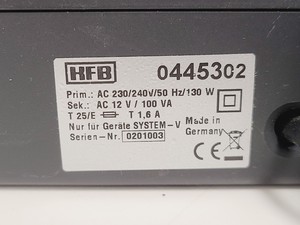 HFB 0445302
Prim.: AC 230/240V/50 Hz/130 W
Sek.: AC 12 V / 100 VA
T 25/E T 1,6 A
Nur für Geräte SYSTEM-V
Serien-Nr. 0201003
Made in
Germany
CE